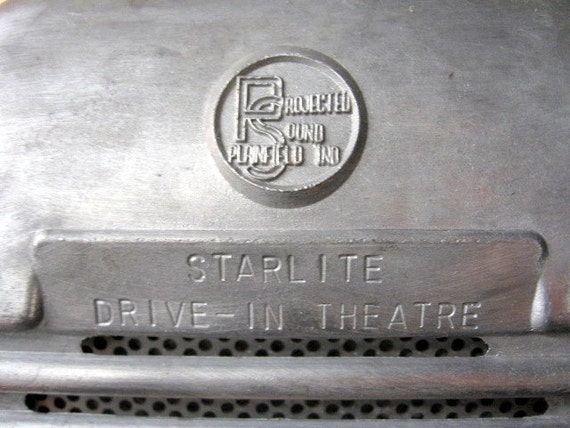 PROJECTED
SOUND
PLAINFIELD IND
STARLITE
DRIVE-IN THEATRE